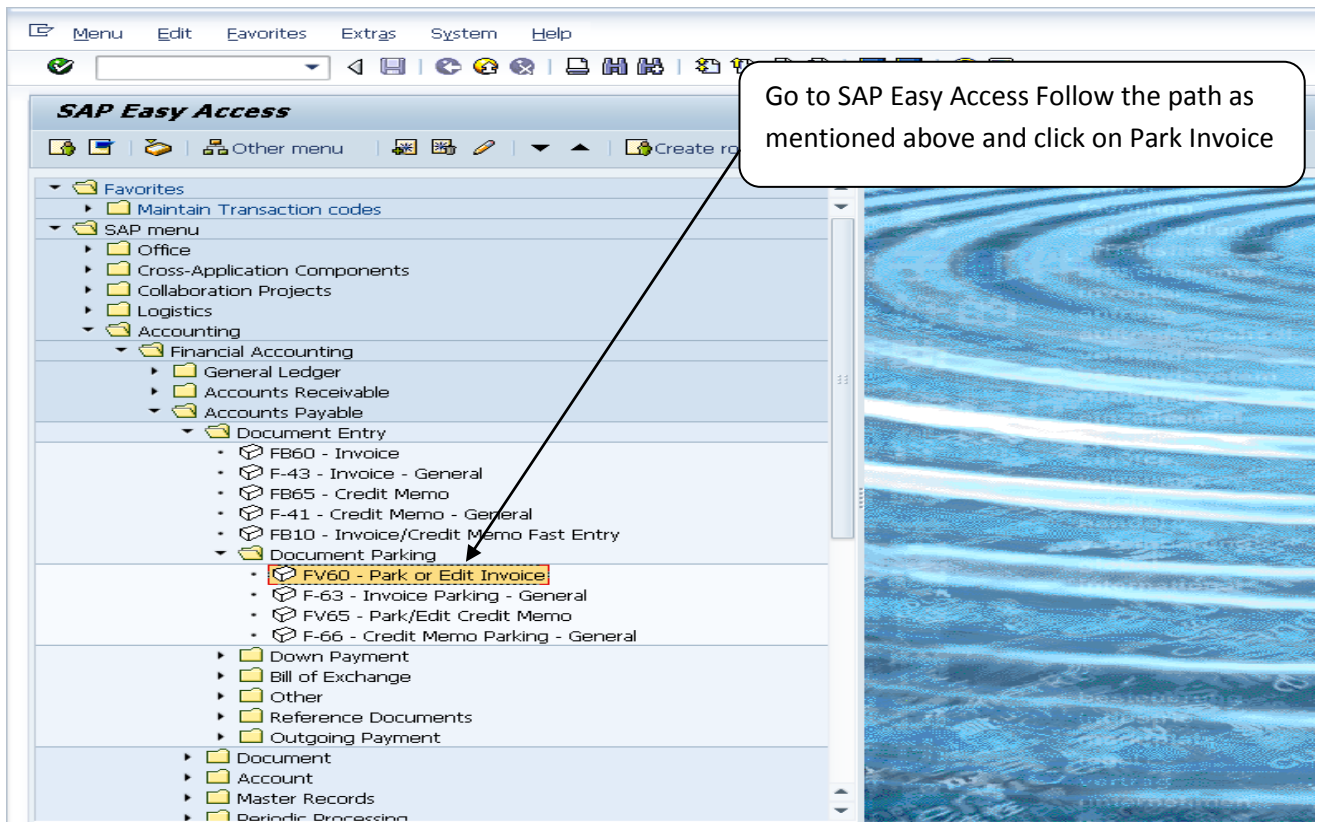 Menu Edit Favorites Extras System Help
SAP Easy Access
Go to SAP Easy Access Follow the path as
mentioned above and click on Park Invoice
Other menu
Favorites
Maintain Transaction codes
SAP menu
Office
Cross-Application Components
Collaboration Projects
Logistics
Accounting
Financial Accounting
General Ledger
Accounts Receivable
Accounts Payable
Document Entry
FB60 - Invoice
F-43 - Invoice - General
FB65 - Credit Memo
F-41 - Credit Memo - General
FB10 - Invoice/Credit Memo Fast Entry
Document Parking
FV60 - Park or Edit Invoice
F-63 - Invoice Parking - General
FV65 - Park/Edit Credit Memo
F-66 - Credit Memo Parking - General
Down Payment
Bill of Exchange
Other
Reference Documents
Outgoing Payment
Document
Account
Master Records
Periodic Processing